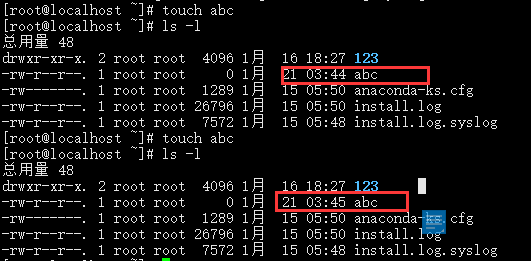 [root@localhost ~]# touch abc
[root@localhost ~]# ls -l
总用量 48
drwxr-xr-x. 2 root root  4096 1月  16 18:27 123
-rw-r--r--. 1 root root     0 1月  21 03:44 abc
-rw-------. 1 root root  1289 1月  15 05:50 anaconda-ks.cfg
-rw-r--r--. 1 root root 26796 1月  15 05:50 install.log
-rw-r--r--. 1 root root  7572 1月  15 05:48 install.log.syslog
[root@localhost ~]# touch abc
[root@localhost ~]# ls -l
总用量 48
drwxr-xr-x. 2 root root  4096 1月  16 18:27 123
-rw-r--r--. 1 root root     0 1月  21 03:45 abc
-rw-------. 1 root root  1289 1月  15 05:50 anaconda-ks.cfg
-rw-r--r--. 1 root root 26796 1月  15 05:50 install.log
-rw-r--r--. 1 root root  7572 1月  15 05:48 install.log.syslog